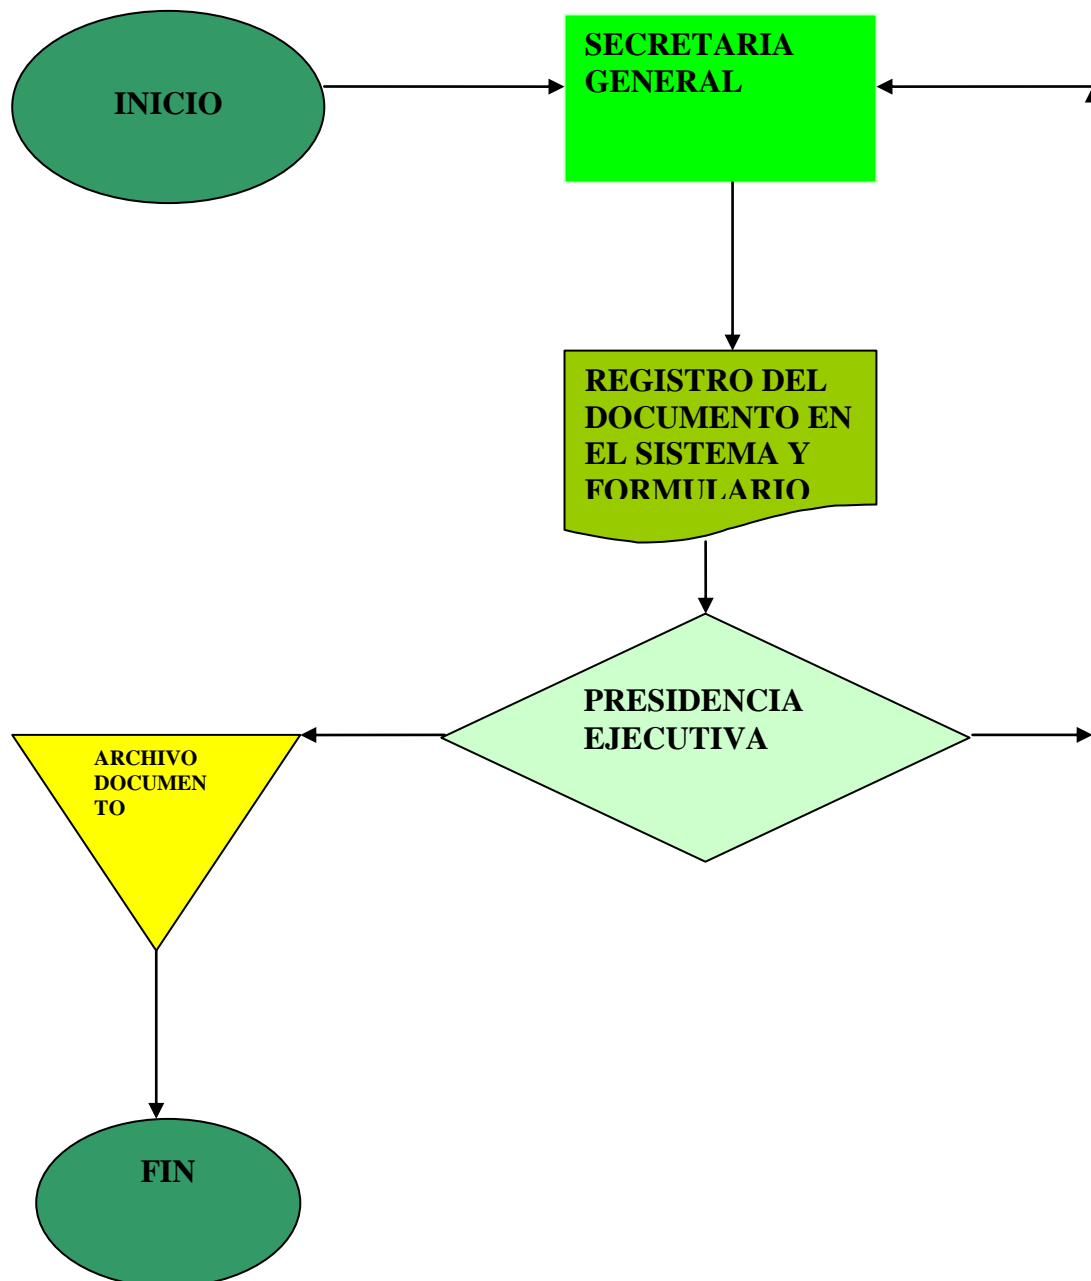 INICIO
SECRETARIA
GENERAL
REGISTRO DEL
DOCUMENTO EN
EL SISTEMA Y
FORMULARIO
PRESIDENCIA
EJECUTIVA
ARCHIVO
DOCUMEN
TO
FIN